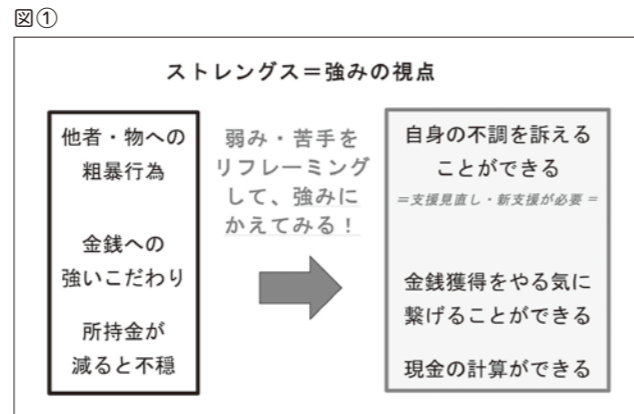 図①
ストレングス＝強みの視点
他者・物への
粗暴行為
金銭への
強いこだわり
所持金が
減ると不穏
弱み・苦手を
リフレーミング
して、強みに
かえてみる！
自身の不調を訴える
ことができる
＝支援見直し・新支援が必要＝
金銭獲得をやる気に
繋げることができる
現金の計算ができる